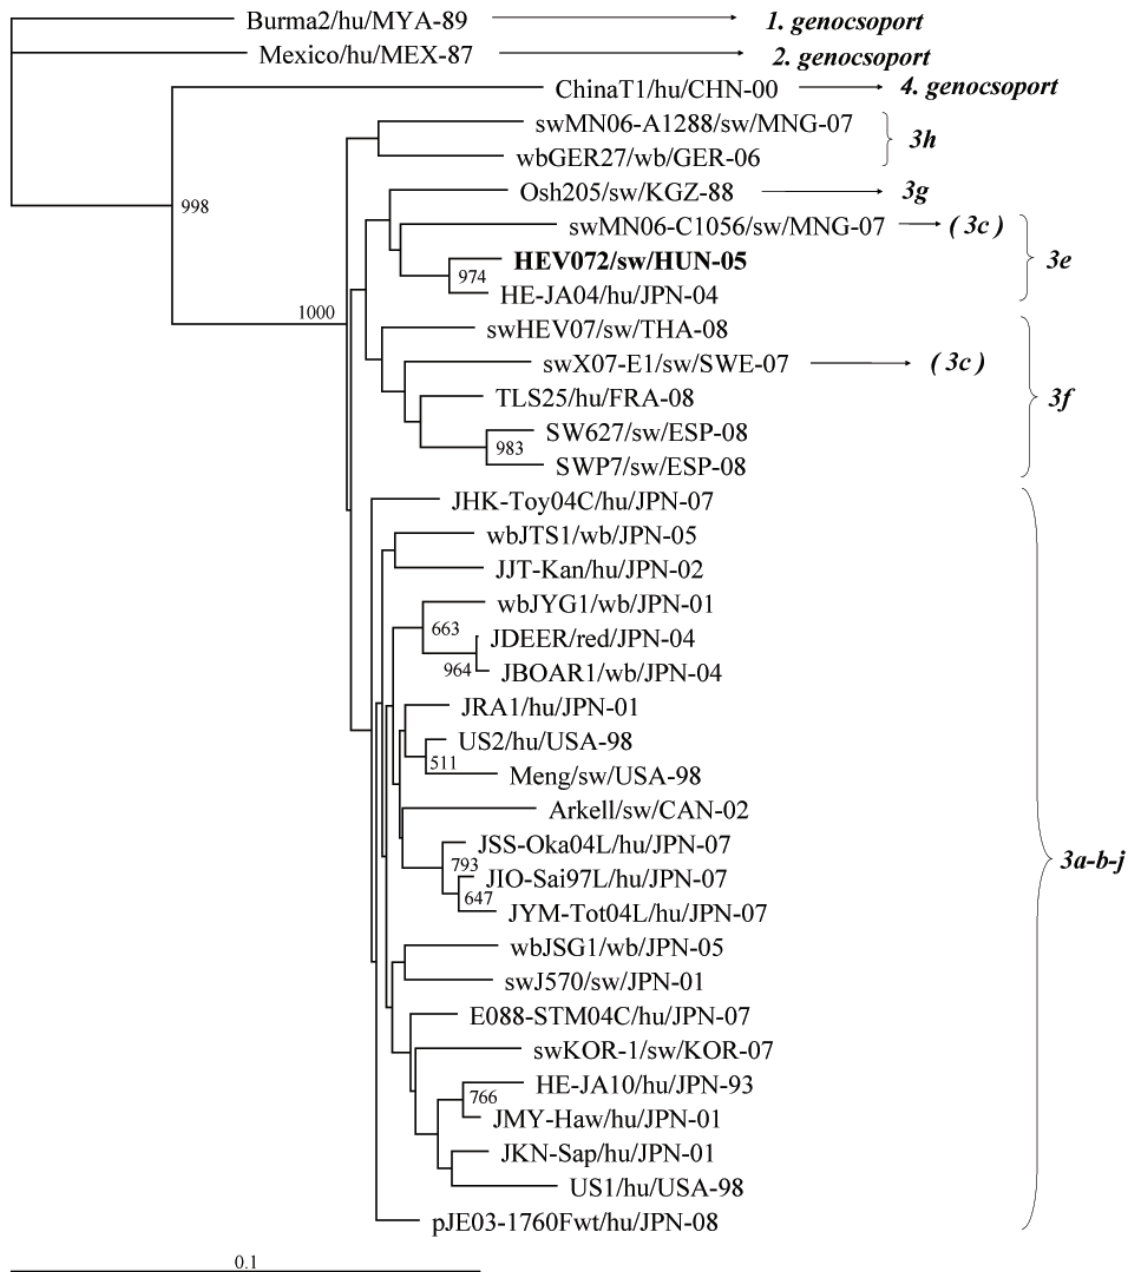 Burma2/hu/MYA-89 1. genocsoport
Mexico/hu/MEX-87 2. genocsoport
ChinaT1/hu/CHN-00 4. genocsoport
swMN06-A1288/sw/MNG-07
3h
wbGER27/wb/GER-06
Osh205/sw/KGZ-88 3g
998
swMN06-C1056/sw/MNG-07 ( 3c )
HEV072/sw/HUN-05 3e
974
HE-JA04/hu/JPN-04
1000
swHEV07/sw/THA-08
swX07-E1/sw/SWE-07 ( 3c )
TLS25/hu/FRA-08 3f
SW627/sw/ESP-08
983
SWP7/sw/ESP-08
JHK-Toy04C/hu/JPN-07
wbJTS1/wb/JPN-05
JJT-Kan/hu/JPN-02
wbJYG1/wb/JPN-01
663
JDEER/red/JPN-04
964 JBOAR1/wb/JPN-04
JRA1/hu/JPN-01
US2/hu/USA-98
511
Meng/sw/USA-98
Arkell/sw/CAN-02
JSS-Oka04L/hu/JPN-07
793 3a-b-j
JIO-Sai97L/hu/JPN-07
647
JYM-Tot04L/hu/JPN-07
wbJSG1/wb/JPN-05
swJ570/sw/JPN-01
E088-STM04C/hu/JPN-07
swKOR-1/sw/KOR-07
HE-JA10/hu/JPN-93
766
JMY-Haw/hu/JPN-01
JKN-Sap/hu/JPN-01
US1/hu/USA-98
pJE03-1760Fwt/hu/JPN-08
0.1